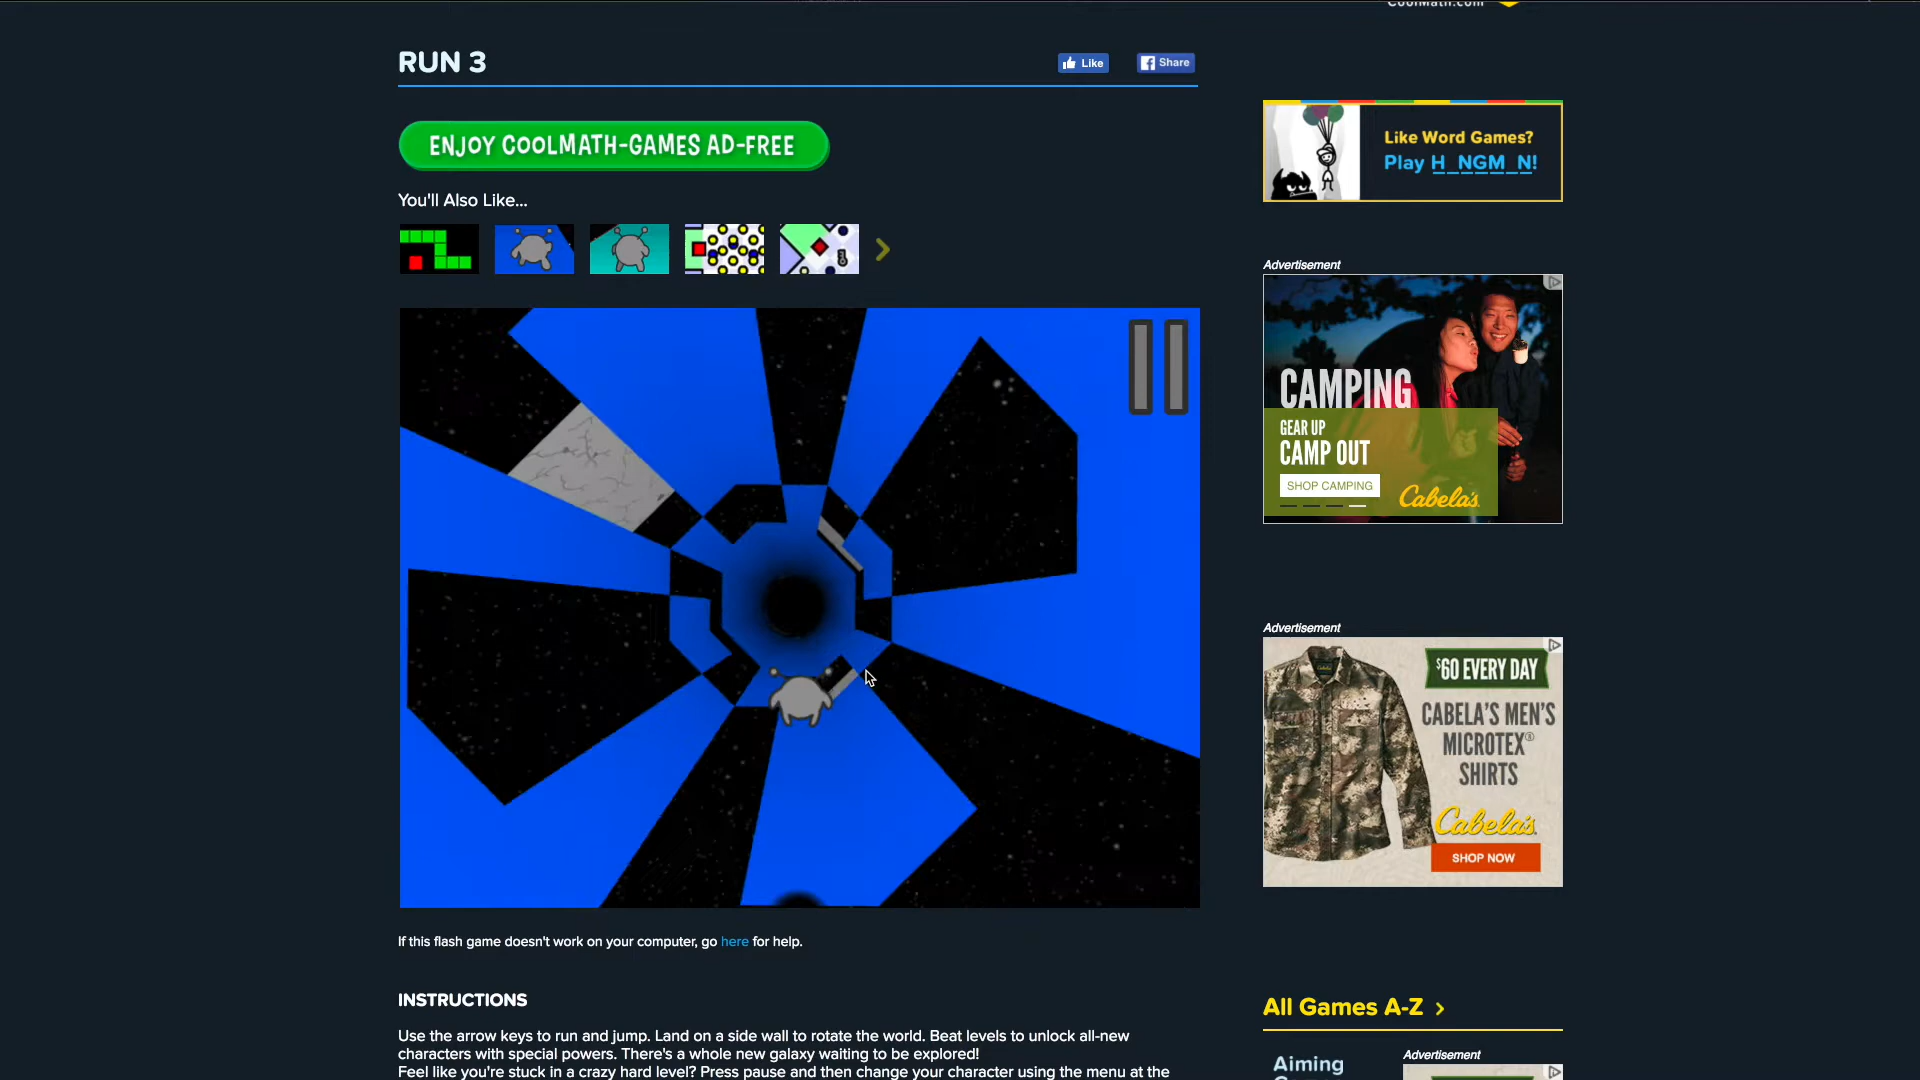 CoolMath.com
RUN 3
Like
Share
ENJOY COOLMATH-GAMES AD-FREE
You'll Also Like...
Like Word Games?
Play H_NGM_N!
Advertisement
CAMPING
GEAR UP
CAMP OUT
SHOP CAMPING
Cabela's
Advertisement
$60 EVERY DAY
CABELA'S MEN'S
MICROTEX®
SHIRTS
Cabela's
SHOP NOW
If this flash game doesn't work on your computer, go here for help.
INSTRUCTIONS
Use the arrow keys to run and jump. Land on a side wall to rotate the world. Beat levels to unlock all-new
characters with special powers. There's a whole new galaxy waiting to be explored!
Feel like you're stuck in a crazy hard level? Press pause and then change your character using the menu at the
All Games A-Z >
Aiming
Advertisement